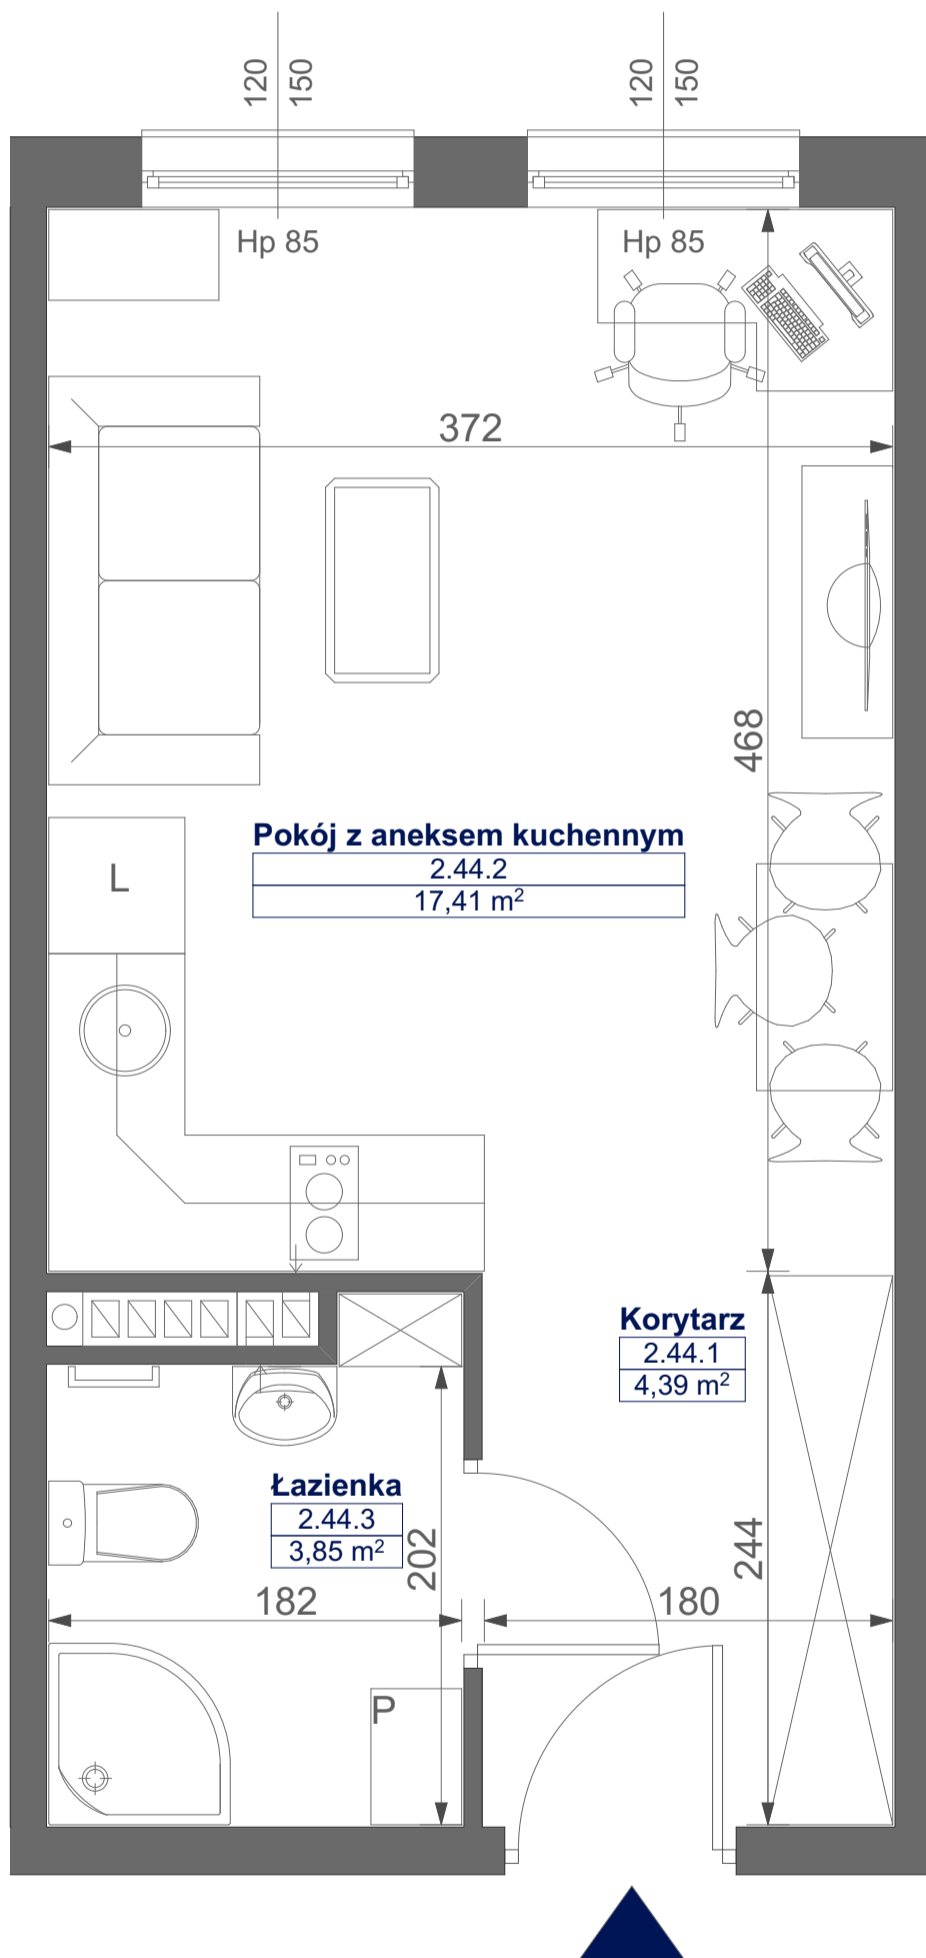 120
150
120
150
Hp 85
Hp 85
372
468
Pokój z aneksem kuchennym
2.44.2
17,41 m²
L
Korytarz
2.44.1
4,39 m²
Łazienka
2.44.3
3,85 m²
202
244
182
180
P